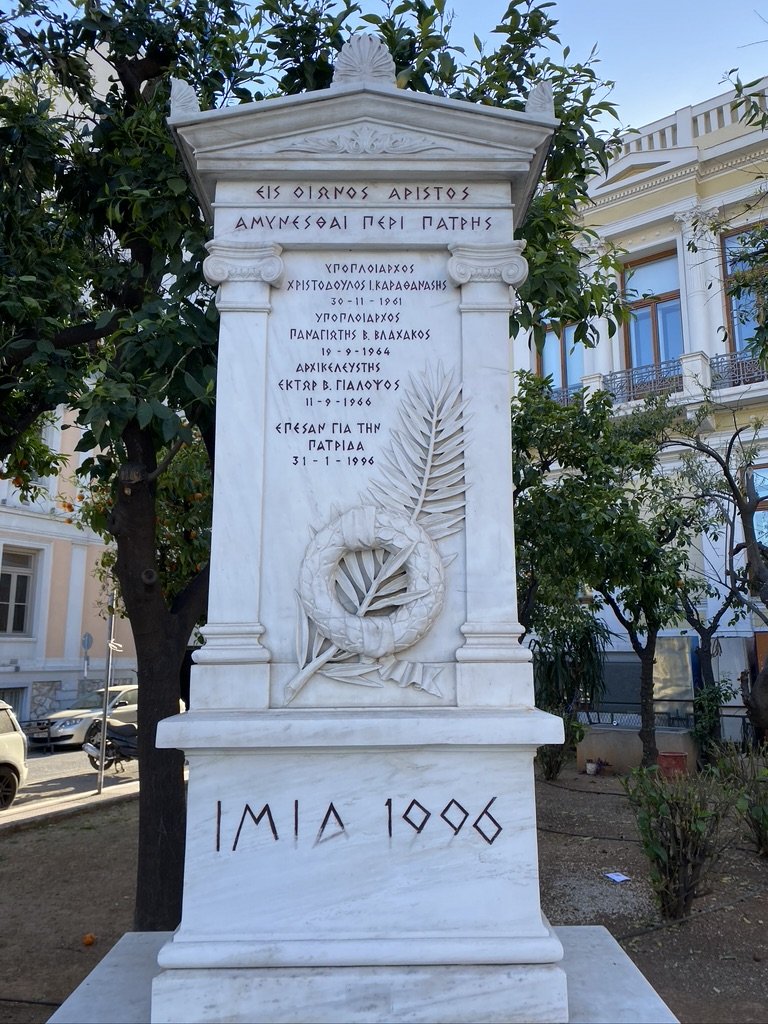 ΕΙΣ ΟΙΩΝΟΣ ΑΡΙΣΤΟΣ
ΑΜΥΝΕΣΘΑΙ ΠΕΡΙ ΠΑΤΡΗΣ
ΥΠΟΠΛΟΙΑΡΧΟΣ
ΧΡΙΣΤΟΔΟΥΛΟΣ Ι. ΚΑΡΑΘΑΝΑΣΗΣ
30-11-1961
ΥΠΟΠΛΟΙΑΡΧΟΣ
ΠΑΝΑΓΙΩΤΗΣ Β. ΒΛΑΧΑΚΟΣ
19-9-1964
ΑΡΧΙΚΕΛΕΥΣΤΗΣ
ΕΚΤΩΡ Β. ΓΙΑΛΟΨΟΣ
11-9-1966
ΕΠΕΣΑΝ ΓΙΑ ΤΗΝ
ΠΑΤΡΙΔΑ
31-1-1996
ΙΜΙΑ 1996